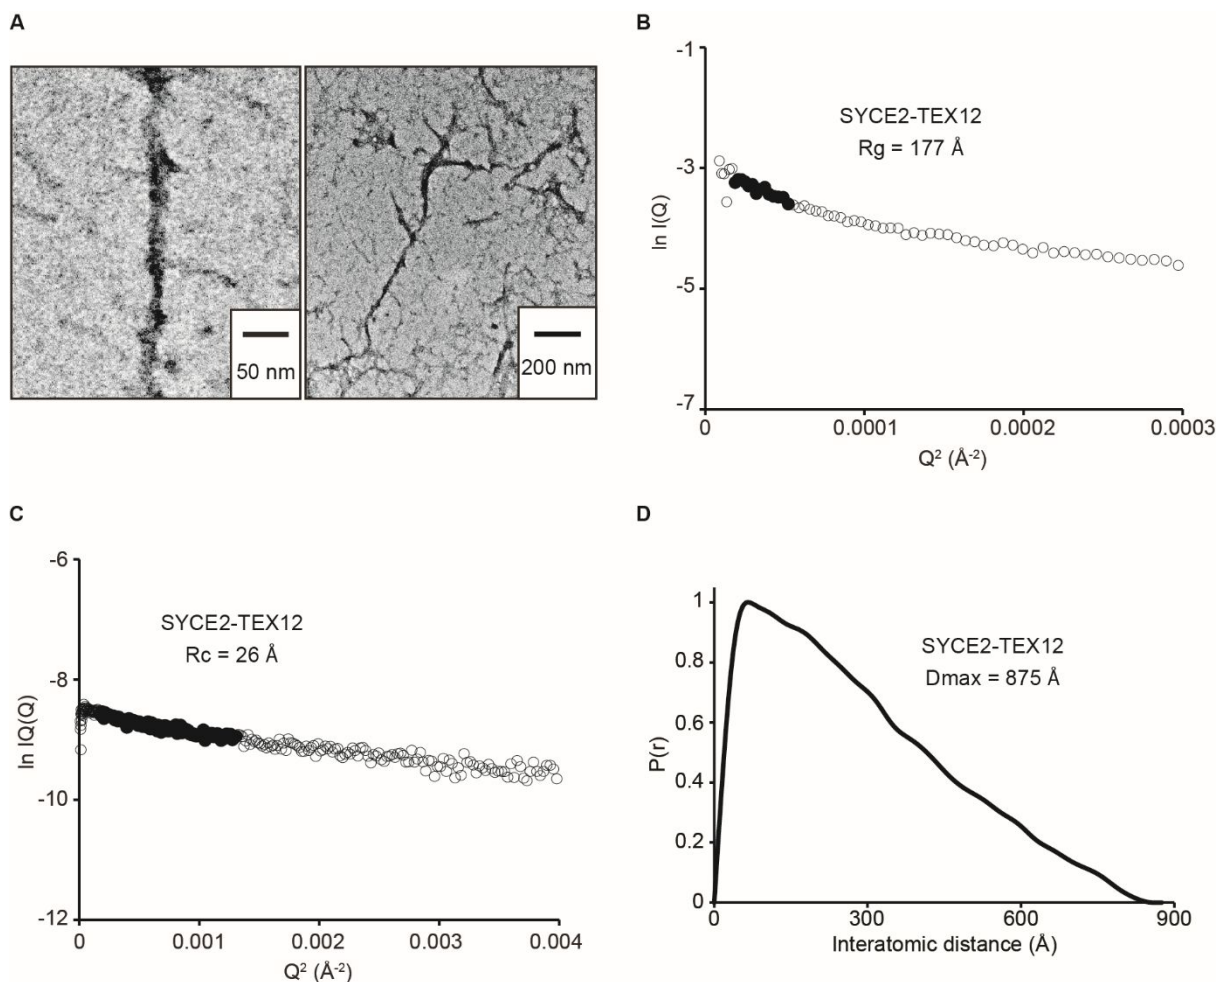 A
50 nm
200 nm
B
-1
-3
-5
-7
ln I(Q)
SYCE2-TEX12
Rg = 177 Å
0
0.0001
0.0002
0.0003
Q² (Å⁻²)
C
-6
-8
-10
-12
ln IQ(Q)
SYCE2-TEX12
Rc = 26 Å
0
0.001
0.002
0.003
0.004
Q² (Å⁻²)
D
1
0.8
0.6
0.4
0.2
0
P(r)
SYCE2-TEX12
Dmax = 875 Å
0
300
600
900
Interatomic distance (Å)